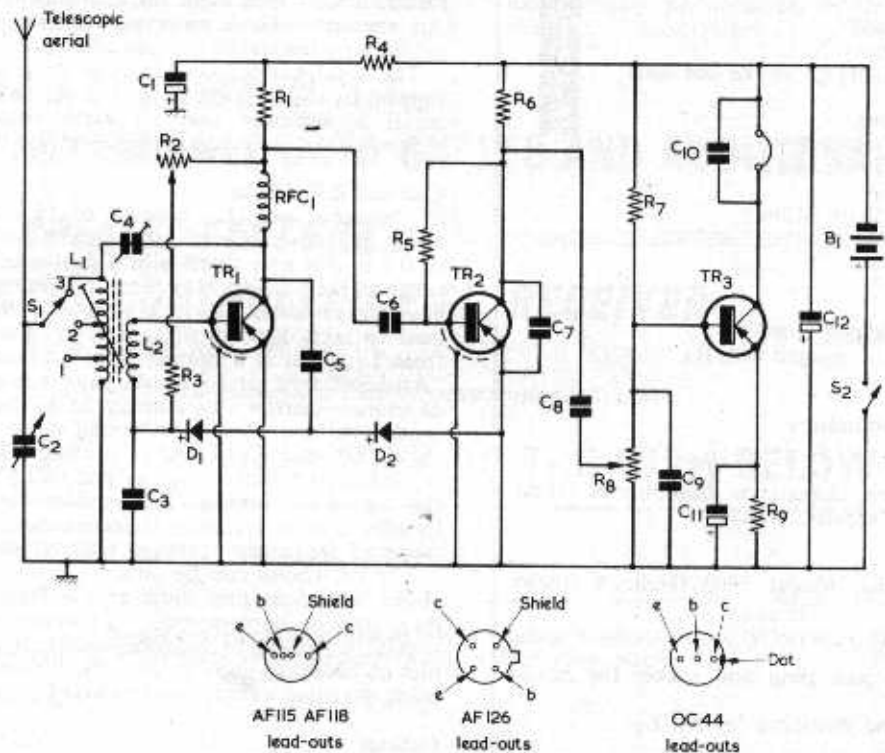 Telescopic
aerial
R4
C1
R1
R6
R2
C10
RFC1
C4
R7
R5
B1
L1
TR1
TR2
TR3
3
S1
2
L2
C6
C7
C12
1
C5
R3
C8
S2
C2
D1
D2
R8
C9
C3
C11
R9
b
Shield
c
Shield
e
b
c
e
c
Dot
e
b
AF115 AF118
AF126
OC44
lead-outs
lead-outs
lead-outs